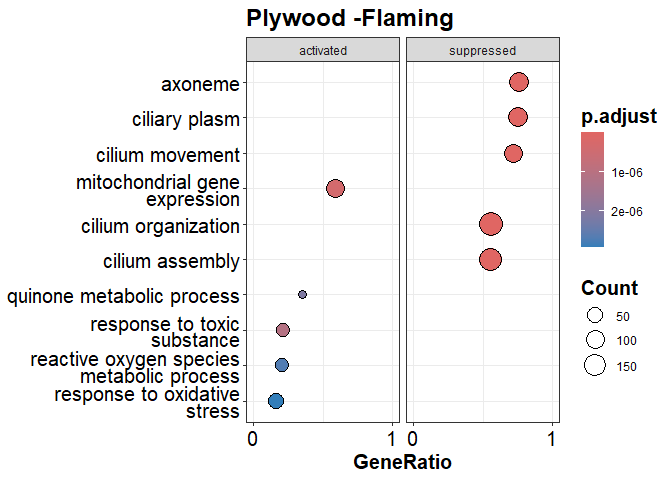 Plywood -Flaming
activated
suppressed
axoneme
ciliary plasm
cilium movement
mitochondrial gene
expression
cilium organization
cilium assembly
quinone metabolic process
response to toxic
substance
reactive oxygen species
metabolic process
response to oxidative
stress
0
1
0
1
GeneRatio
p.adjust
1e-06
2e-06
Count
50
100
150